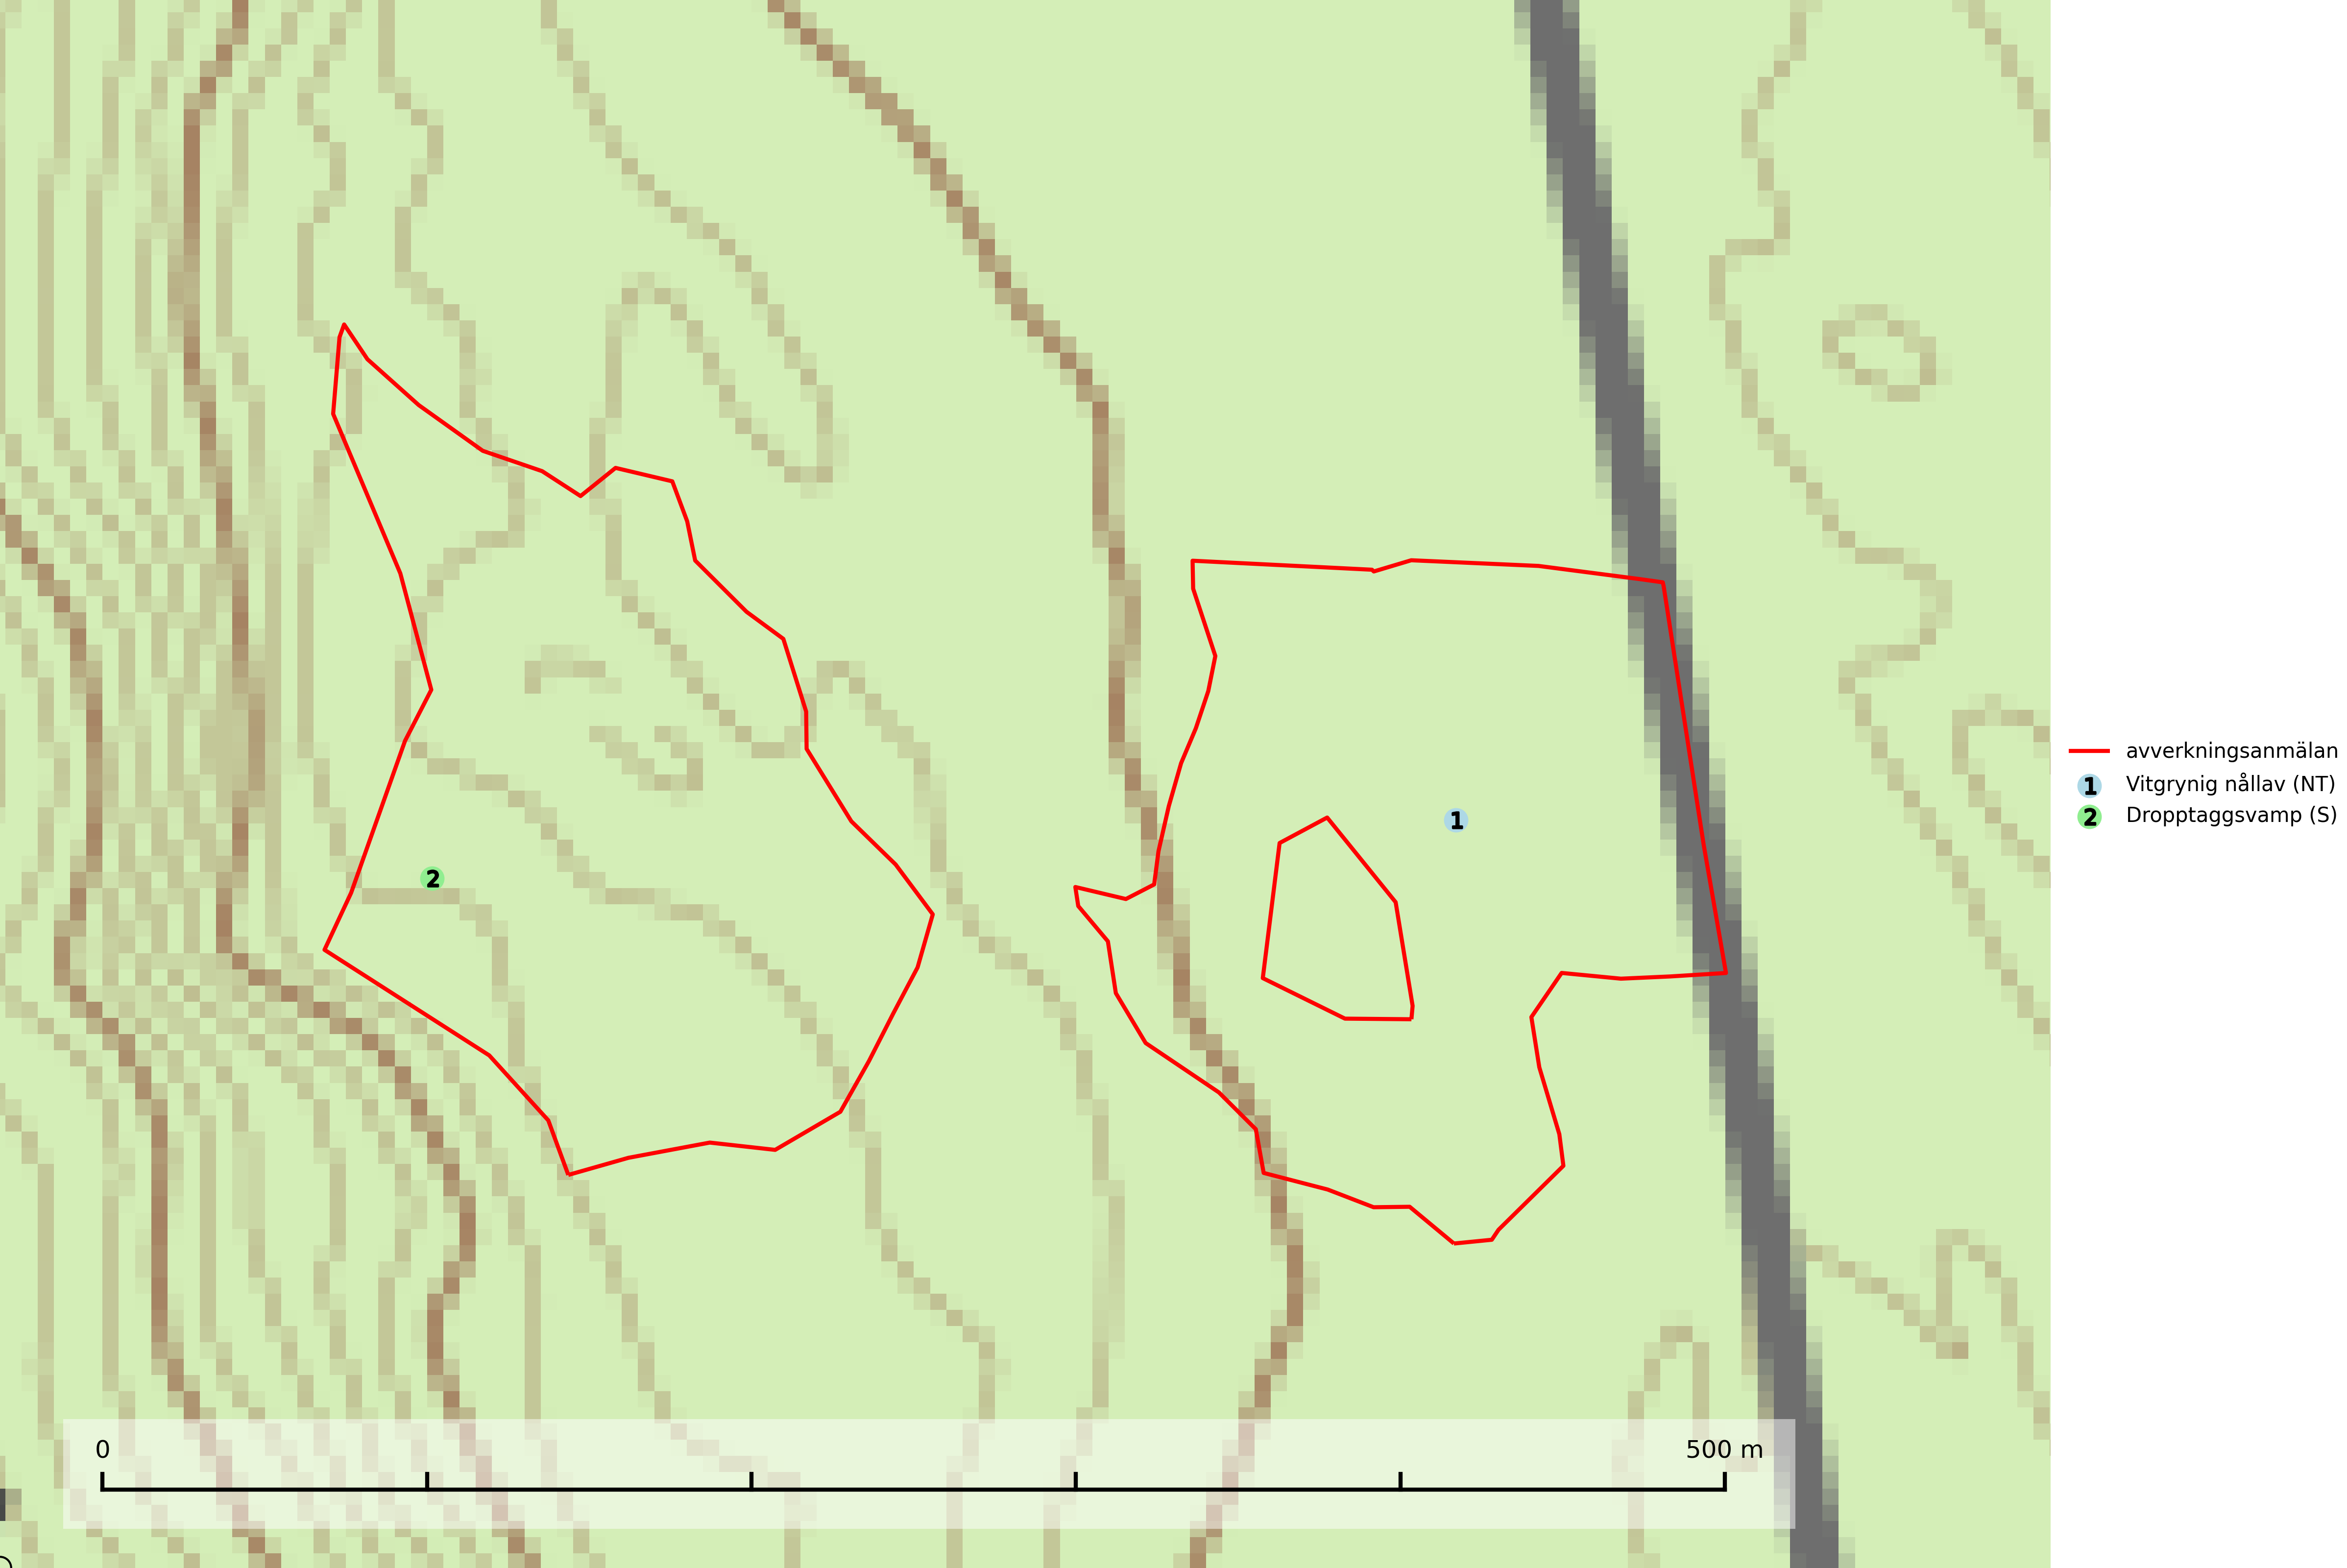 1
2
avverkningsanmälan
1 Vitgrynig nållav (NT)
2 Dropptaggsvamp (S)
0 500 m